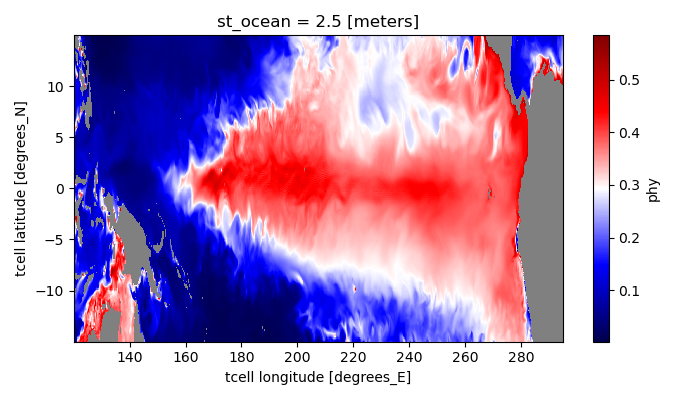 st_ocean = 2.5 [meters]
10
5
0
−5
−10
tcell latitude [degrees_N]
140 160 180 200 220 240 260 280
tcell longitude [degrees_E]
0.5
0.4
0.3
0.2
0.1
phy